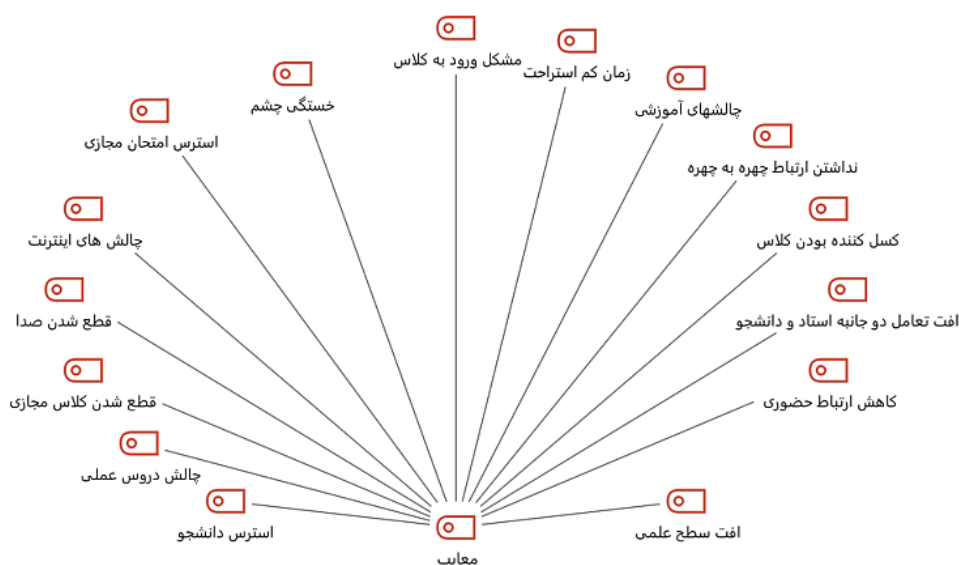 مشکل ورود به کلاس
زمان کم استراحت
خستگی چشم
چالشهای آموزشی
استرس امتحان مجازی
نداشتن ارتباط چهره به چهره
چالش های اینترنت
کسل کننده بودن کلاس
قطع شدن صدا
افت تعامل دو جانبه استاد و دانشجو
قطع شدن کلاس مجازی
کاهش ارتباط حضوری
چالش دروس عملی
استرس دانشجو
افت سطح علمی
معایب